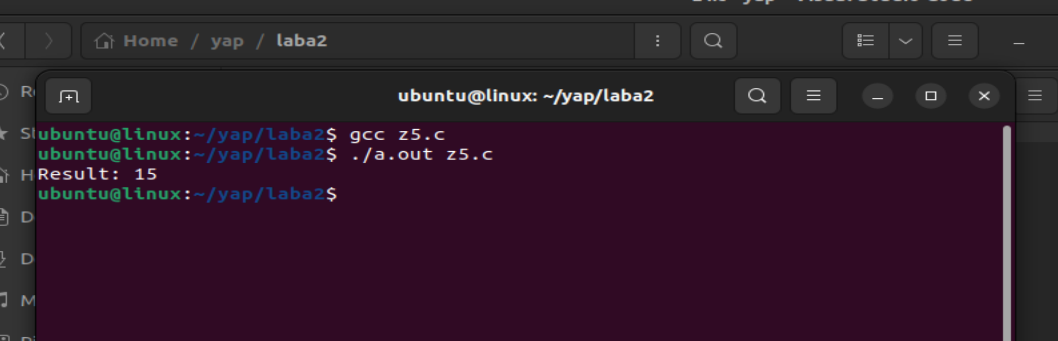 Home / yap / laba2
ubuntu@linux: ~/yap/laba2
ubuntu@linux:~/yap/laba2$ gcc z5.c
ubuntu@linux:~/yap/laba2$ ./a.out z5.c
Result: 15
ubuntu@linux:~/yap/laba2$